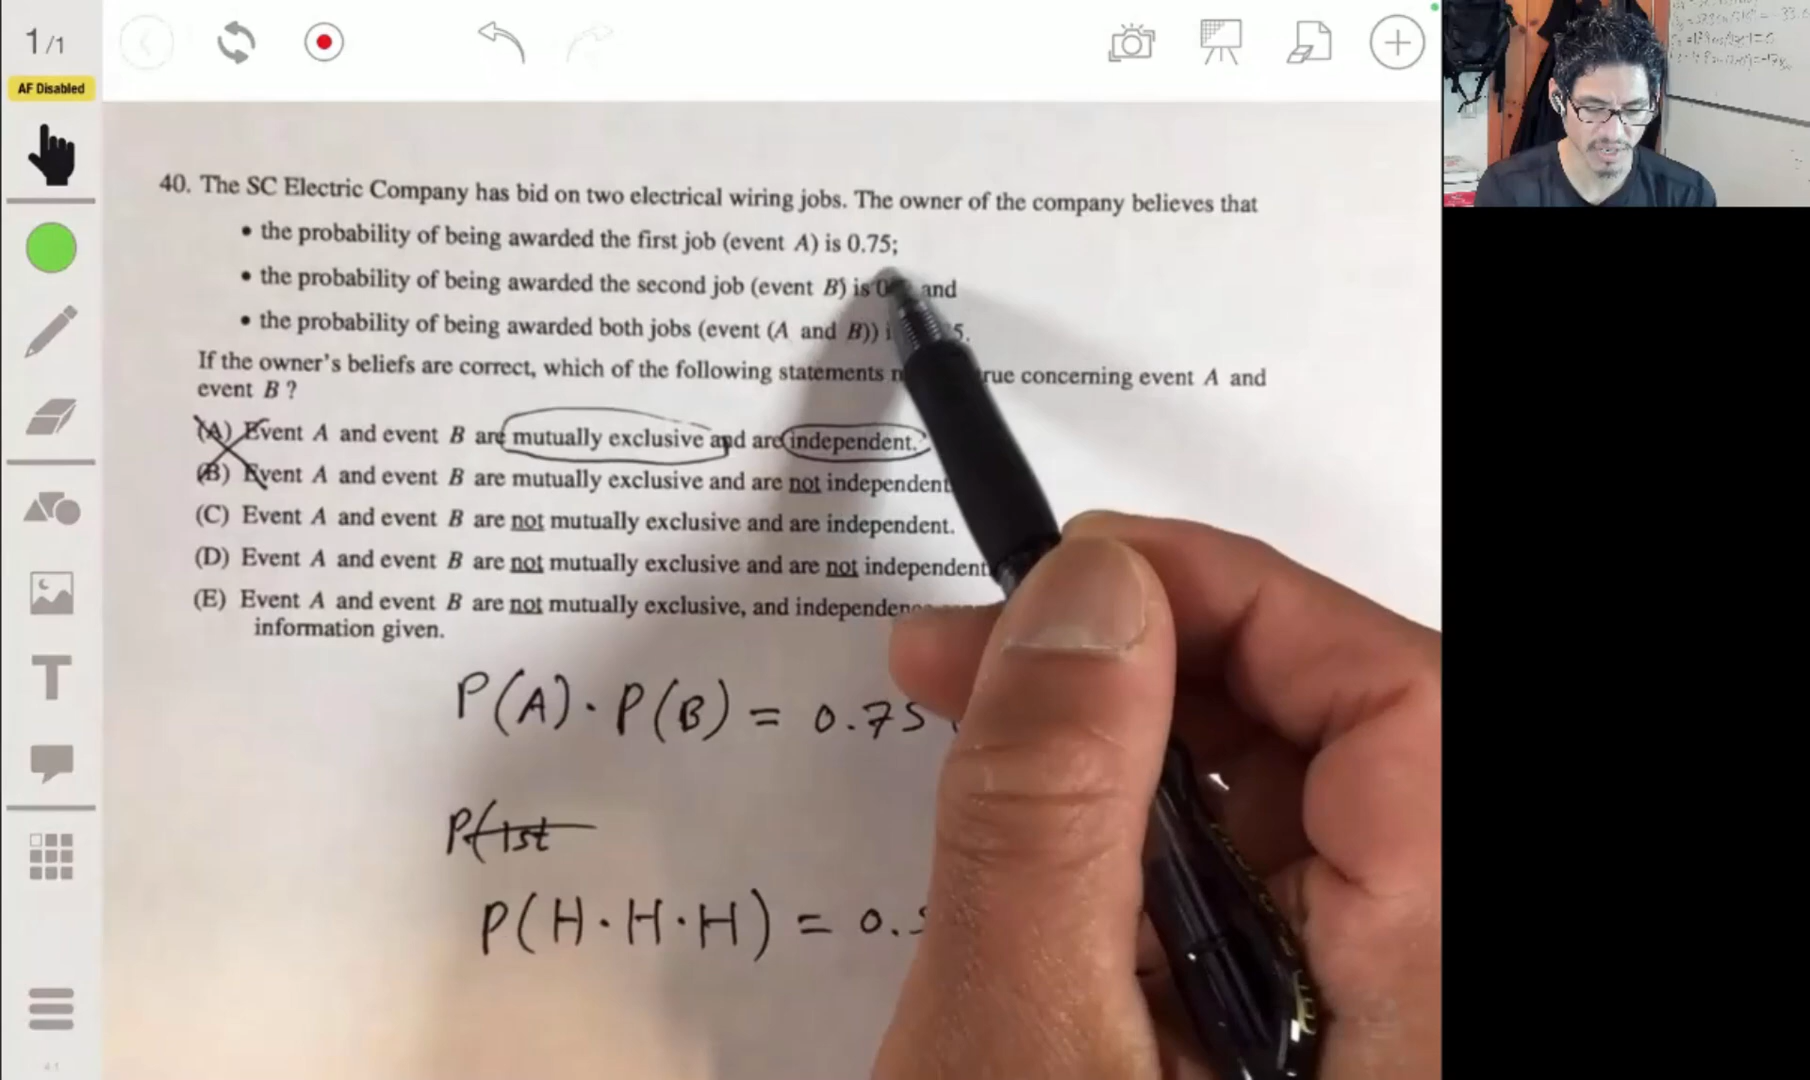 1/1
AF Disabled
40. The SC Electric Company has bid on two electrical wiring jobs. The owner of the company believes that
• the probability of being awarded the first job (event A) is 0.75;
• the probability of being awarded the second job (event B) is and
• the probability of being awarded both jobs (event (A and B))
If the owner's beliefs are correct, which of the following statements true concerning event A and
event B ?
(A) Event A and event B are mutually exclusive and are independent.
(B) Event A and event B are mutually exclusive and are not independent
(C) Event A and event B are not mutually exclusive and are independent.
(D) Event A and event B are not mutually exclusive and are not independent
(E) Event A and event B are not mutually exclusive, and
information given.
P(A) · P(B) = 0.75
P(1st
P(H · H · H) = 0.
T